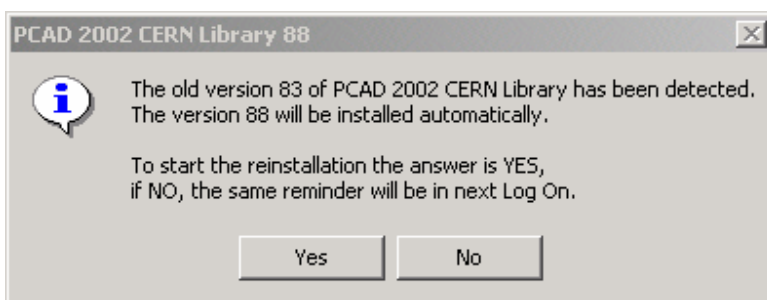 PCAD 2002 CERN Library 88
The old version 83 of PCAD 2002 CERN Library has been detected.
The version 88 will be installed automatically.
To start the reinstallation the answer is YES,
if NO, the same reminder will be in next Log On.
Yes
No